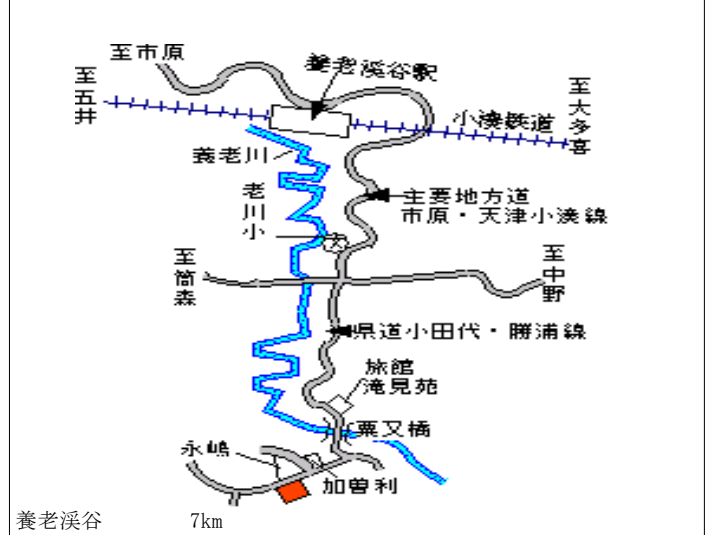 至市原
養老渓谷駅
至五井
至大多喜
小湊鉄道
養老川
老川小
文
主要地方道
市原・天津小湊線
至筒森
至中野
県道小田代・勝浦線
旅館
滝見苑
粟又橋
永嶋
加曽利
養老渓谷 7km